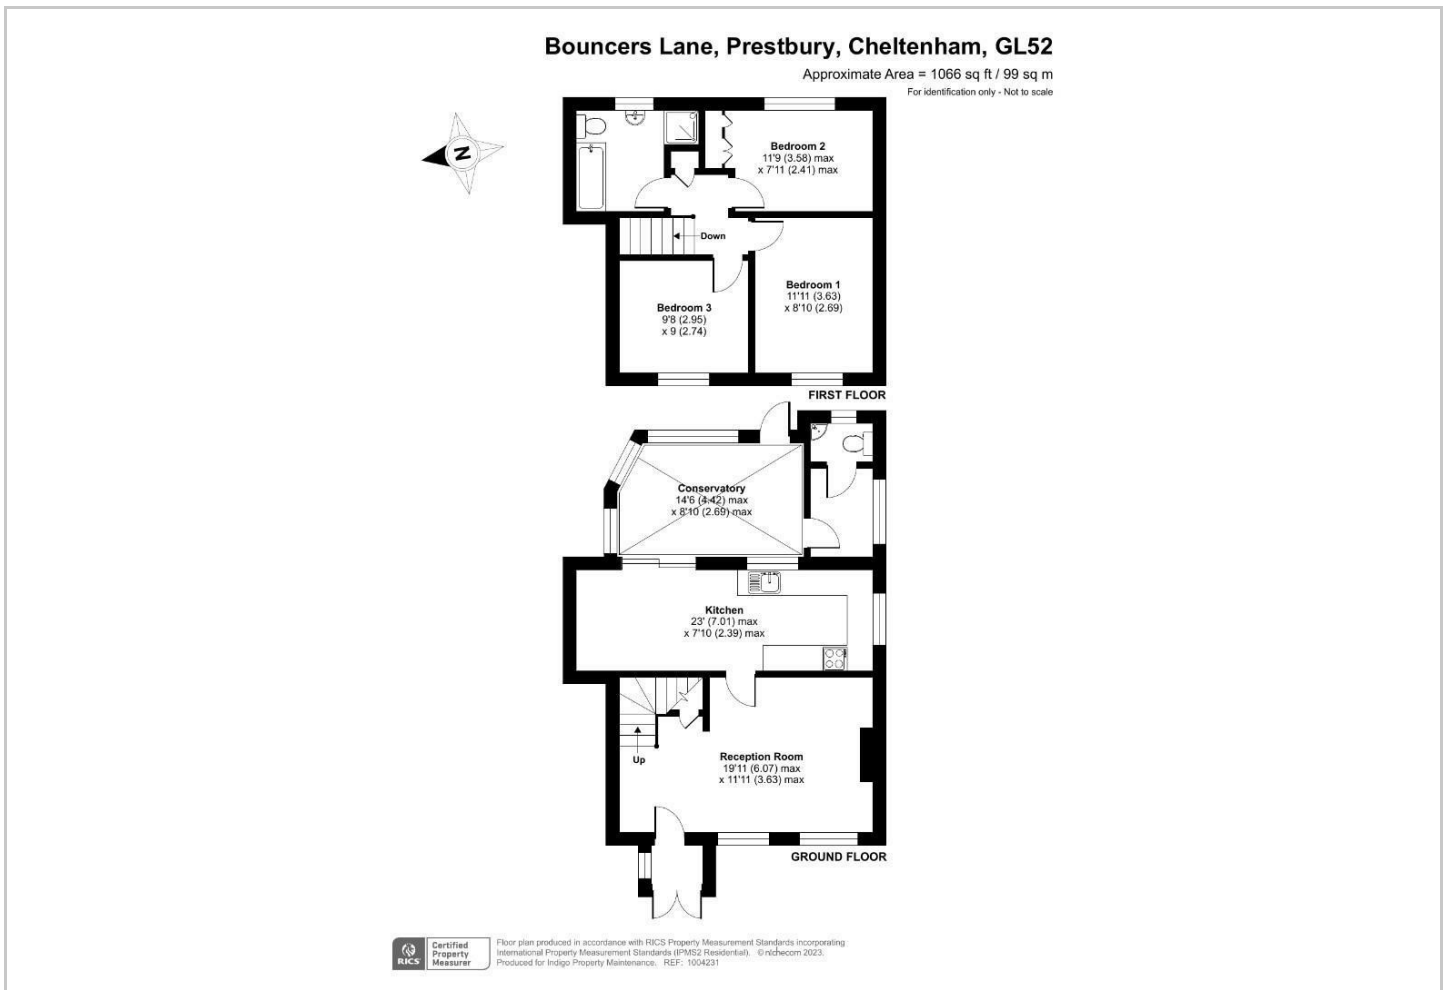 Bouncers Lane, Prestbury, Cheltenham, GL52
Approximate Area = 1066 sq ft / 99 sq m
For identification only - Not to scale
N
Bedroom 2
11'9 (3.58) max
x 7'11 (2.41) max
Down
Bedroom 1
11'11 (3.63)
x 8'10 (2.69)
Bedroom 3
9'8 (2.95)
x 9 (2.74)
FIRST FLOOR
Conservatory
14'6 (4.42) max
x 8'10 (2.69) max
Kitchen
23' (7.01) max
x 7'10 (2.39) max
Up
Reception Room
19'11 (6.07) max
x 11'11 (3.63) max
GROUND FLOOR
RICS
Certified
Property
Measurer
Floor plan produced in accordance with RICS Property Measurement Standards incorporating
International Property Measurement Standards (IPMS2 Residential). © nichecom 2023.
Produced for Indigo Property Maintenance. REF: 1004231